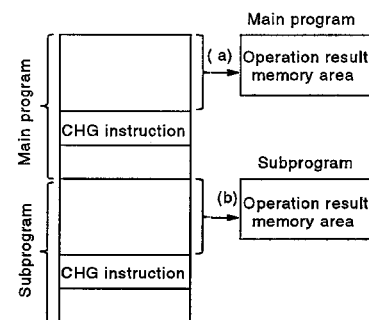 Main program
(a)
Operation result
memory area
Main program
CHG instruction
Subprogram
(b)
Operation result
memory area
Subprogram
CHG instruction